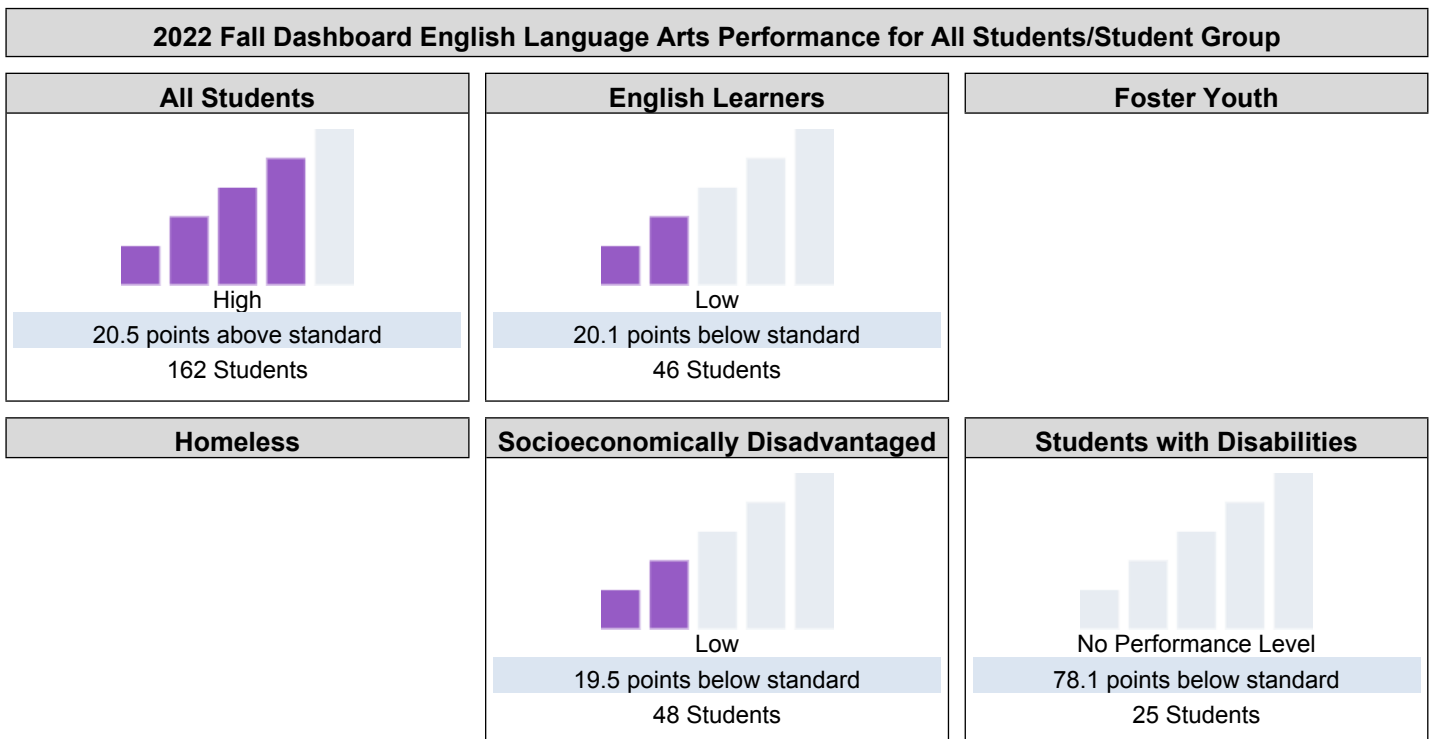 2022 Fall Dashboard English Language Arts Performance for All Students/Student Group
All Students
High
20.5 points above standard
162 Students
English Learners
Low
20.1 points below standard
46 Students
Foster Youth
Homeless
Socioeconomically Disadvantaged
Low
19.5 points below standard
48 Students
Students with Disabilities
No Performance Level
78.1 points below standard
25 Students